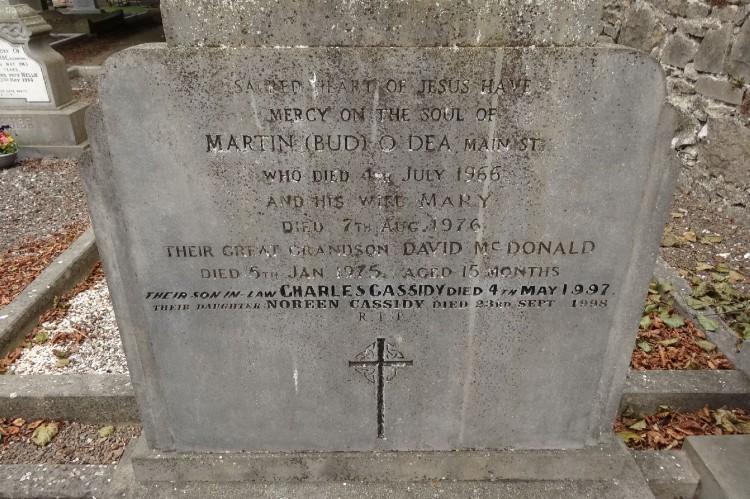 SACRED HEART OF JESUS HAVE
MERCY ON THE SOUL OF
MARTIN (BUD) O DEA, MAIN ST.
WHO DIED 4TH JULY 1966
AND HIS WIFE MARY
DIED 7TH AUG. 1976
THEIR GREAT GRANDSON DAVID MCDONALD
DIED 5TH JAN 1975. AGED 15 MONTHS
THEIR SON IN-LAW CHARLES CASSIDY DIED 4TH MAY 1997.
THEIR DAUGHTER NOREEN CASSIDY DIED 23RD SEPT 1998
R.I.P.